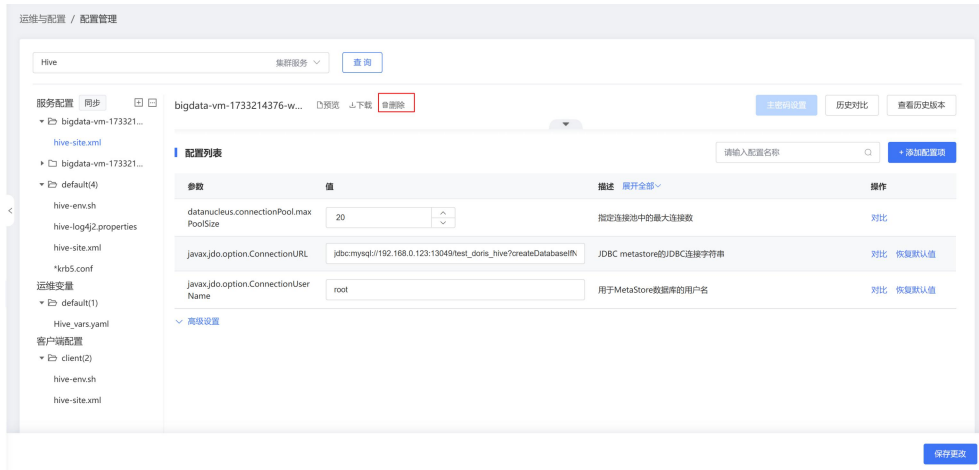 运维与配置 / 配置管理
Hive 集群服务 查询
服务配置 同步
bigdata-vm-1733214376-w... 预览 下载 删除 主密码设置 历史对比 查看历史版本
bigdata-vm-173321...
hive-site.xml
bigdata-vm-173321...
default(4)
hive-env.sh
hive-log4j2.properties
hive-site.xml
*krb5.conf
运维变量
default(1)
Hive_vars.yaml
客户端配置
client(2)
hive-env.sh
hive-site.xml
配置列表 请输入配置名称 + 添加配置项
参数 值 描述 展开全部 操作
datanucleus.connectionPool.max
PoolSize
20 指定连接池中的最大连接数 对比
javax.jdo.option.ConnectionURL jdbc:mysql://192.168.0.123:13049/test_doris_hive?createDatabaseIfN JDBC metastore的JDBC连接字符串 对比 恢复默认值
javax.jdo.option.ConnectionUser
Name
root 用于MetaStore数据库的用户名 对比 恢复默认值
高级设置
保存更改